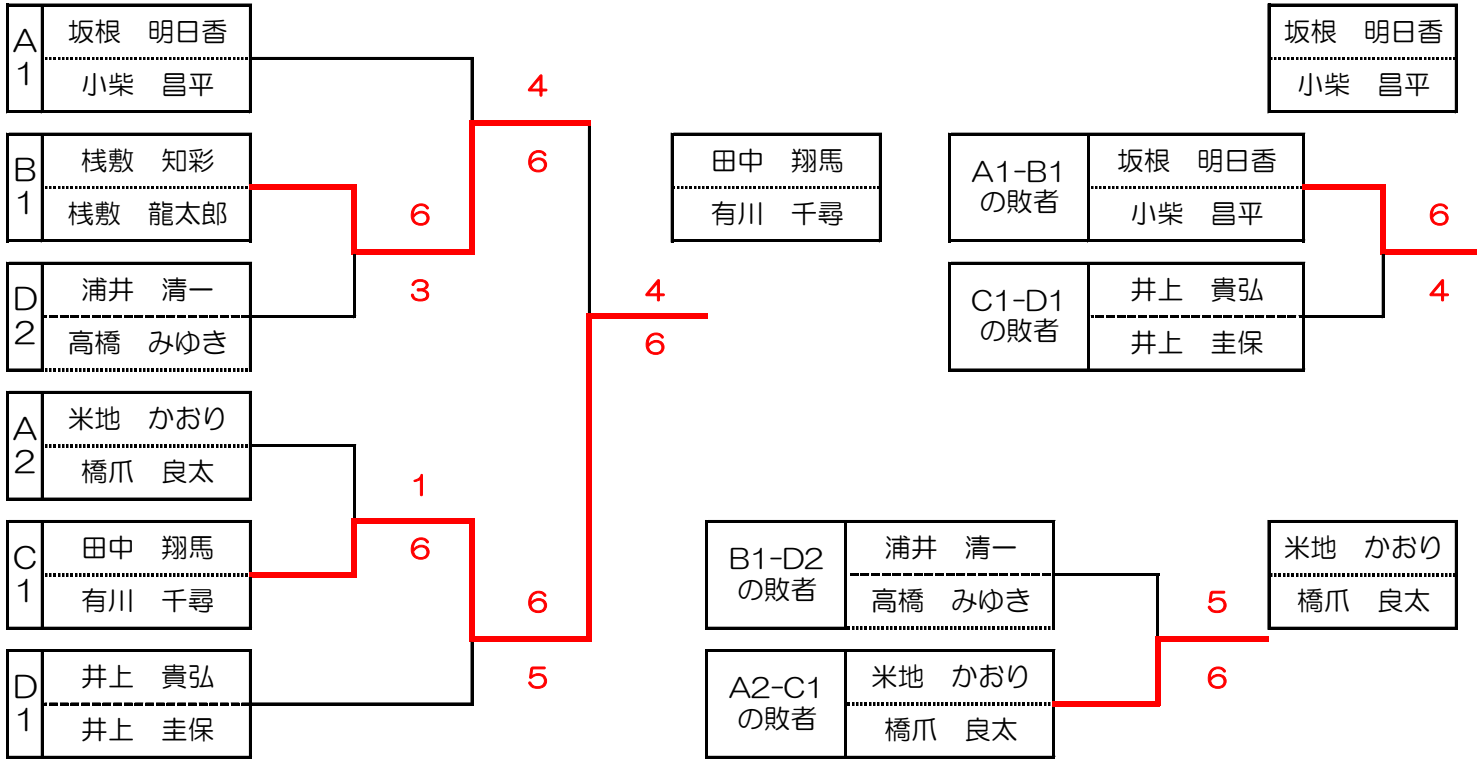 A
1
坂根　明日香
小柴　昌平
B
1
桟敷　知彩
桟敷　龍太郎
D
2
浦井　清一
高橋　みゆき
A
2
米地　かおり
橋爪　良太
C
1
田中　翔馬
有川　千尋
D
1
井上　貴弘
井上　圭保
6
3
1
6
4
6
6
5
4
6
田中　翔馬
有川　千尋
坂根　明日香
小柴　昌平
A1-B1
の敗者
坂根　明日香
小柴　昌平
C1-D1
の敗者
井上　貴弘
井上　圭保
6
4
B1-D2
の敗者
浦井　清一
高橋　みゆき
A2-C1
の敗者
米地　かおり
橋爪　良太
5
6
米地　かおり
橋爪　良太